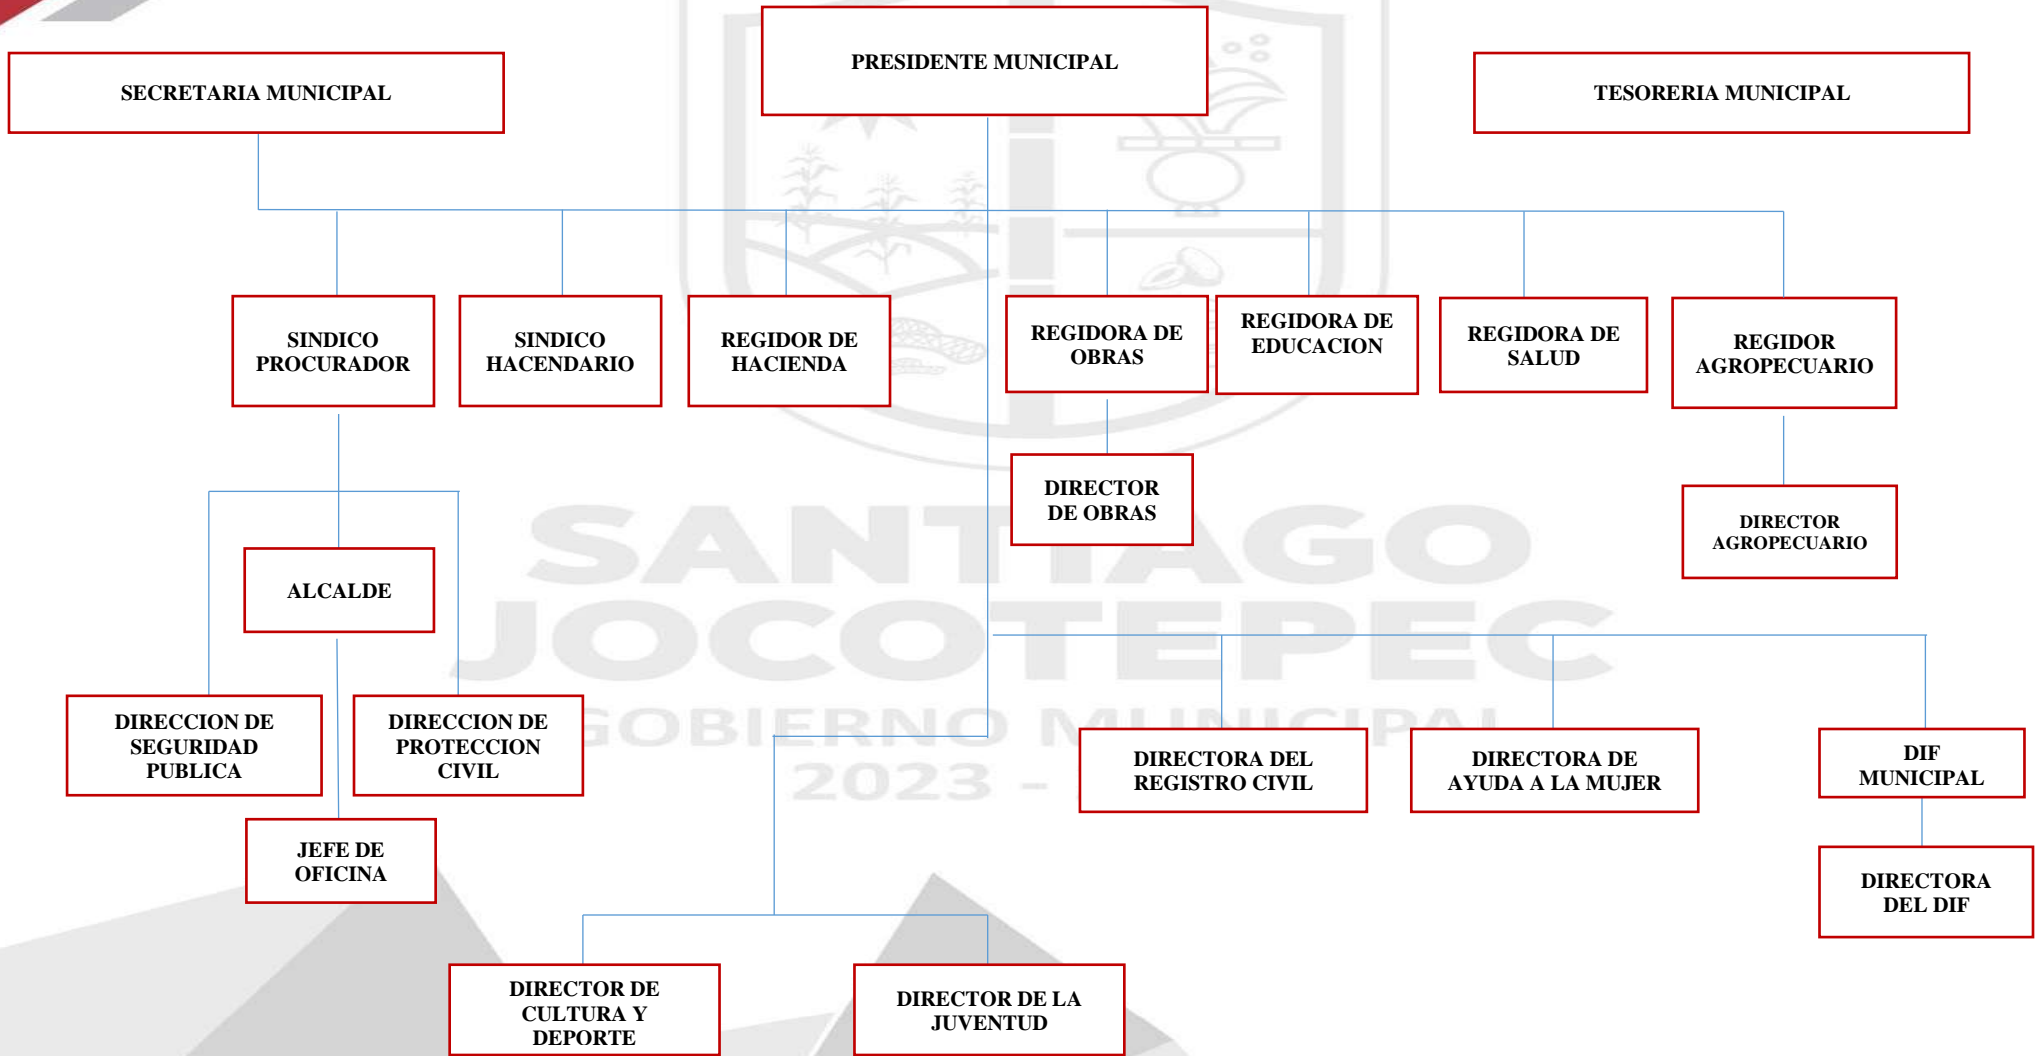 PRESIDENTE MUNICIPAL
SECRETARIA MUNICIPAL
TESORERIA MUNICIPAL
SINDICO
PROCURADOR
SINDICO
HACENDARIO
REGIDOR DE
HACIENDA
REGIDORA DE
OBRAS
REGIDORA DE
EDUCACION
REGIDORA DE
SALUD
REGIDOR
AGROPECUARIO
DIRECTOR
DE OBRAS
DIRECTOR
AGROPECUARIO
ALCALDE
SANTIAGO
JOCOTEPEC
GOBIERNO MUNICIPAL
2023 -
DIRECCION DE
SEGURIDAD
PUBLICA
DIRECCION DE
PROTECCION
CIVIL
DIRECTORA DEL
REGISTRO CIVIL
DIRECTORA DE
AYUDA A LA MUJER
DIF
MUNICIPAL
JEFE DE
OFICINA
DIRECTORA
DEL DIF
DIRECTOR DE
CULTURA Y
DEPORTE
DIRECTOR DE LA
JUVENTUD